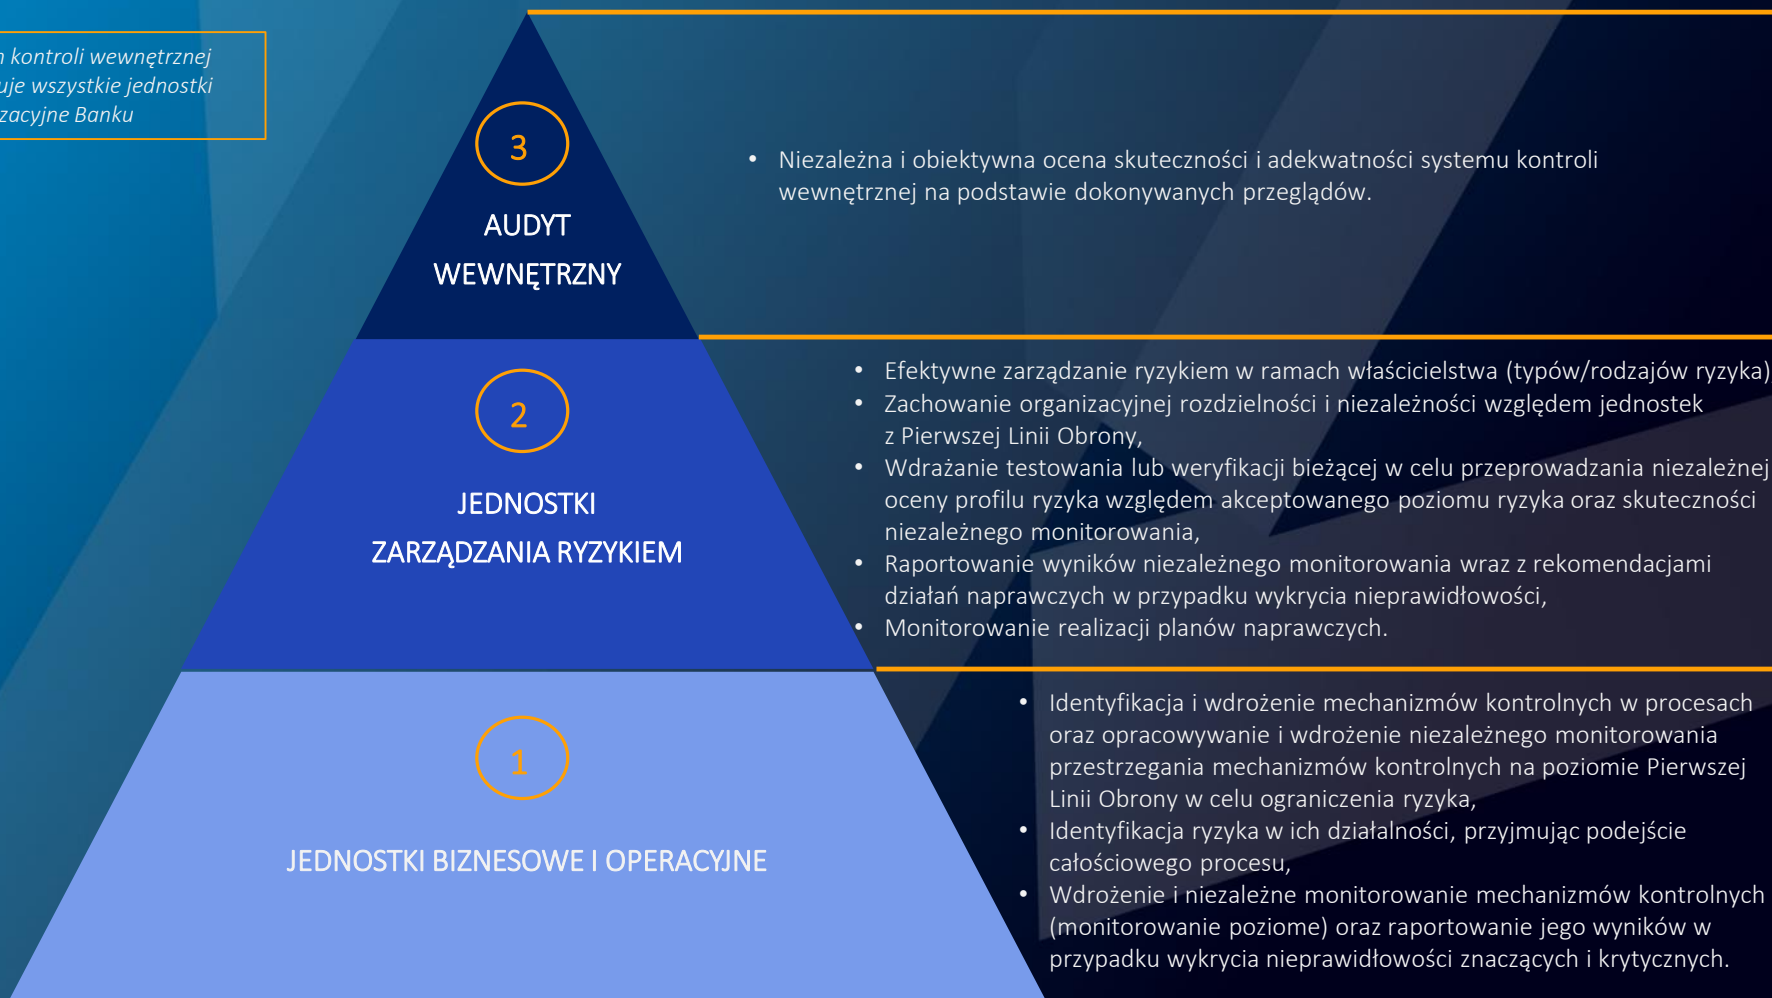 kontroli wewnętrznej
wszystkie jednostki
Banku
3
AUDYT
WEWNĘTRZNY
• Niezależna i obiektywna ocena skuteczności i adekwatności systemu kontroli
wewnętrznej na podstawie dokonywanych przeglądów.
2
JEDNOSTKI
ZARZĄDZANIA RYZYKIEM
• Efektywne zarządzanie ryzykiem w ramach właścicielstwa (typów/rodzajów ryzyka)
• Zachowanie organizacyjnej rozdzielności i niezależności względem jednostek
z Pierwszej Linii Obrony,
• Wdrażanie testowania lub weryfikacji bieżącej w celu przeprowadzania niezależnej
oceny profilu ryzyka względem akceptowanego poziomu ryzyka oraz skuteczności
niezależnego monitorowania,
• Raportowanie wyników niezależnego monitorowania wraz z rekomendacjami
działań naprawczych w przypadku wykrycia nieprawidłowości,
• Monitorowanie realizacji planów naprawczych.
1
JEDNOSTKI BIZNESOWE I OPERACYJNE
• Identyfikacja i wdrożenie mechanizmów kontrolnych w procesach
oraz opracowywanie i wdrożenie niezależnego monitorowania
przestrzegania mechanizmów kontrolnych na poziomie Pierwszej
Linii Obrony w celu ograniczenia ryzyka,
• Identyfikacja ryzyka w ich działalności, przyjmując podejście
całościowego procesu,
• Wdrożenie i niezależne monitorowanie mechanizmów kontrolnych
(monitorowanie poziome) oraz raportowanie jego wyników w
przypadku wykrycia nieprawidłowości znaczących i krytycznych.